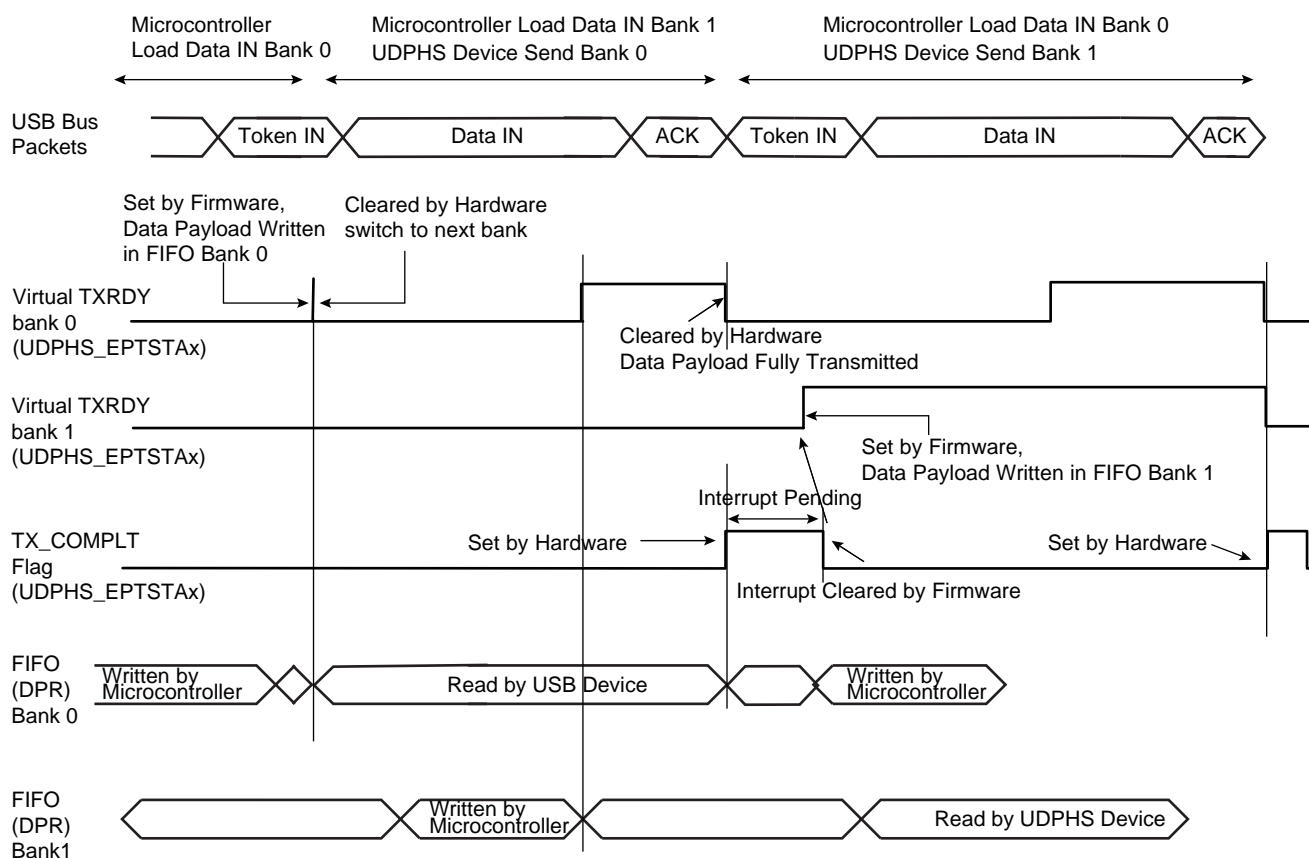 Microcontroller
Load Data IN Bank 0
Microcontroller Load Data IN Bank 1
UDPHS Device Send Bank 0
Microcontroller Load Data IN Bank 0
UDPHS Device Send Bank 1
USB Bus
Packets
Token IN
Data IN
ACK
Token IN
Data IN
ACK
Set by Firmware,
Data Payload Written
in FIFO Bank 0
Cleared by Hardware
switch to next bank
Virtual TXRDY
bank 0
(UDPHS_EPTSTAx)
Cleared by Hardware
Data Payload Fully Transmitted
Virtual TXRDY
bank 1
(UDPHS_EPTSTAx)
Set by Firmware,
Data Payload Written in FIFO Bank 1
Interrupt Pending
TX_COMPLT
Flag
(UDPHS_EPTSTAx)
Set by Hardware
Set by Hardware
Interrupt Cleared by Firmware
FIFO
(DPR)
Bank 0
Written by
Microcontroller
Read by USB Device
Written by
Microcontroller
FIFO
(DPR)
Bank1
Written by
Microcontroller
Read by UDPHS Device